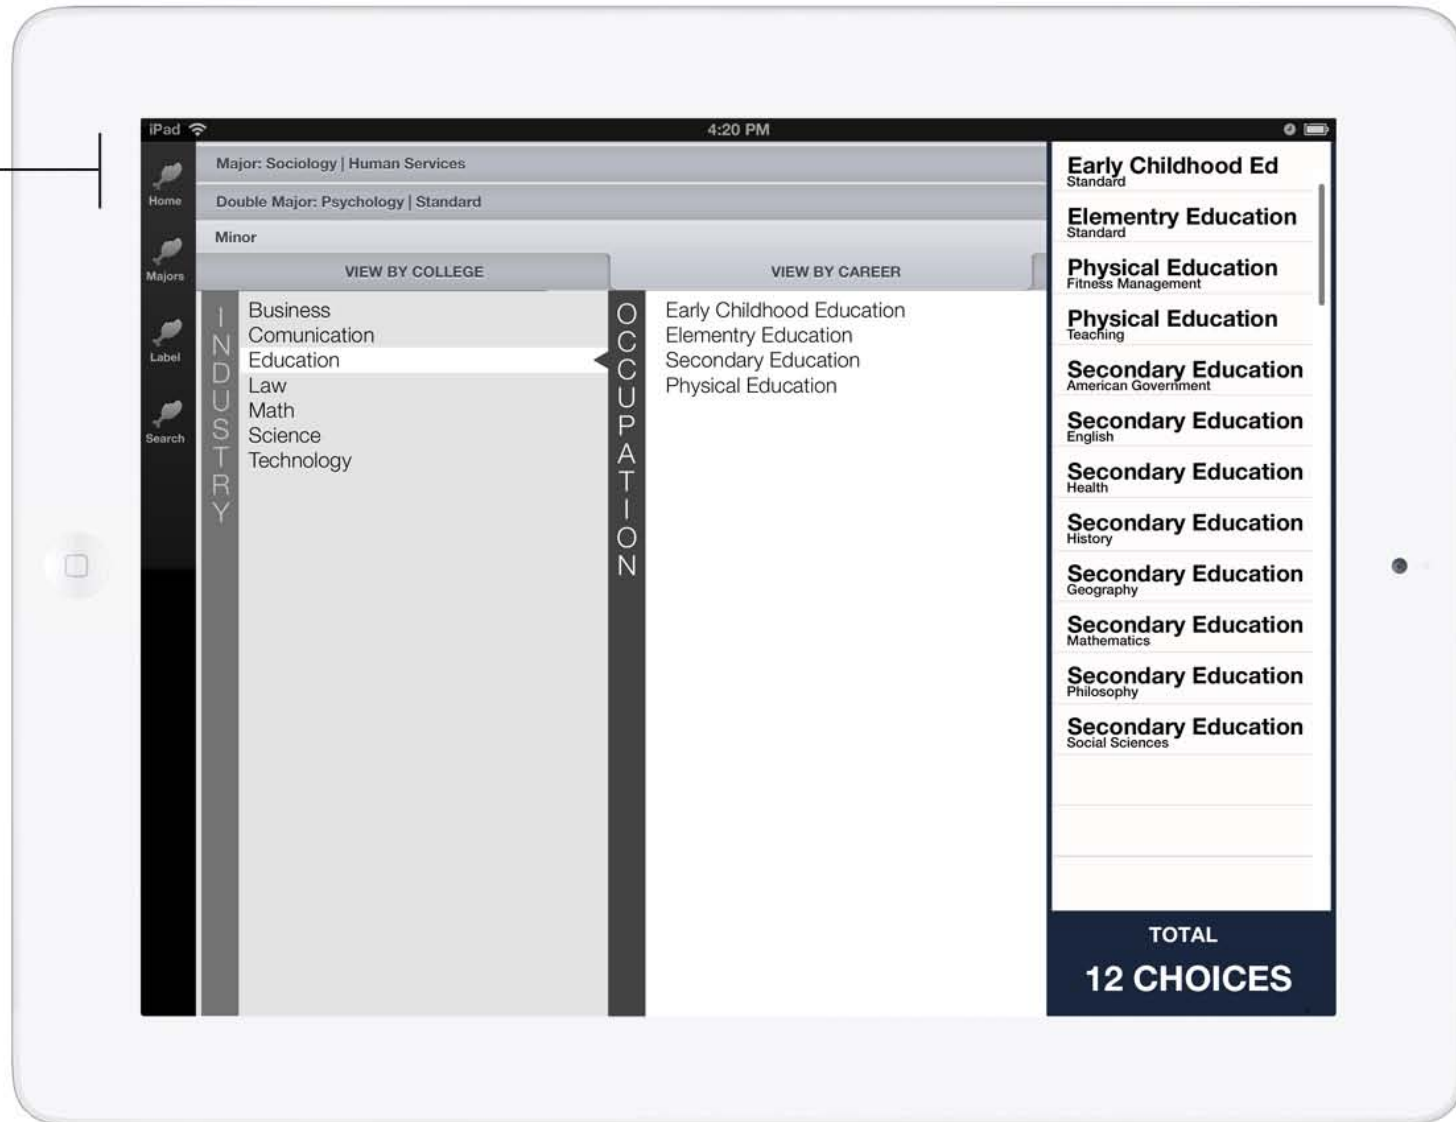 iPad
4:20 PM
Home
Majors
Label
Search
Major: Sociology | Human Services
Double Major: Psychology | Standard
Minor
VIEW BY COLLEGE
VIEW BY CAREER
INDUSTRY
Business
Comunication
Education
Law
Math
Science
Technology
OCCUPATION
Early Childhood Education
Elementry Education
Secondary Education
Physical Education
Early Childhood Ed
Standard
Elementry Education
Standard
Physical Education
Fitness Management
Physical Education
Teaching
Secondary Education
American Government
Secondary Education
English
Secondary Education
Health
Secondary Education
History
Secondary Education
Geography
Secondary Education
Mathematics
Secondary Education
Philosophy
Secondary Education
Social Sciences
TOTAL
12 CHOICES